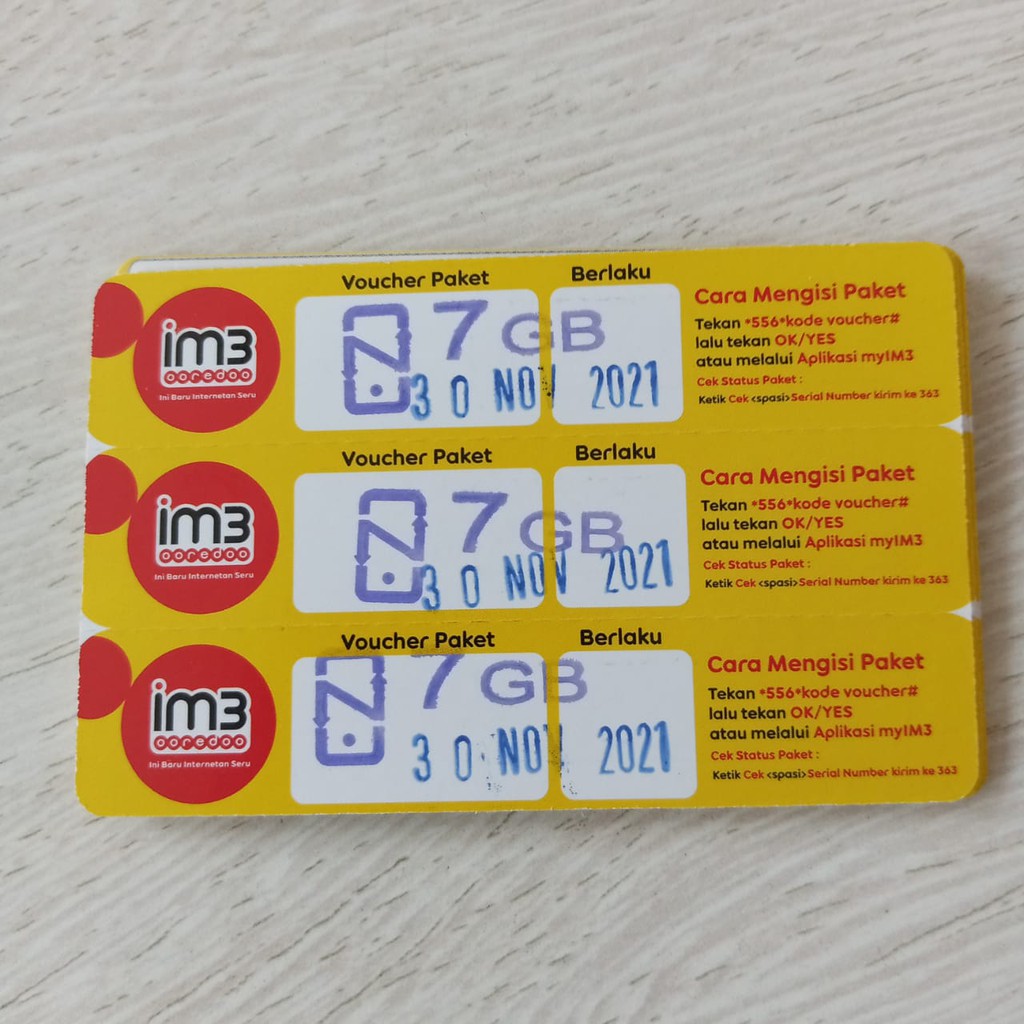 Voucher Paket Berlaku
im3
ooredoo
Ini Baru Internetan Seru
N 7 GB
30 NOV 2021
Cara Mengisi Paket
Tekan *556*kode voucher#
lalu tekan OK/YES
atau melalui Aplikasi myIM3
Cek Status Paket :
Ketik Cek <spasi> Serial Number kirim ke 363
Voucher Paket Berlaku
im3
ooredoo
Ini Baru Internetan Seru
N 7 GB
30 NOV 2021
Cara Mengisi Paket
Tekan *556*kode voucher#
lalu tekan OK/YES
atau melalui Aplikasi myIM3
Cek Status Paket :
Ketik Cek <spasi> Serial Number kirim ke 363
Voucher Paket Berlaku
im3
ooredoo
Ini Baru Internetan Seru
N 7 GB
30 NOV 2021
Cara Mengisi Paket
Tekan *556*kode voucher#
lalu tekan OK/YES
atau melalui Aplikasi myIM3
Cek Status Paket :
Ketik Cek <spasi> Serial Number kirim ke 363